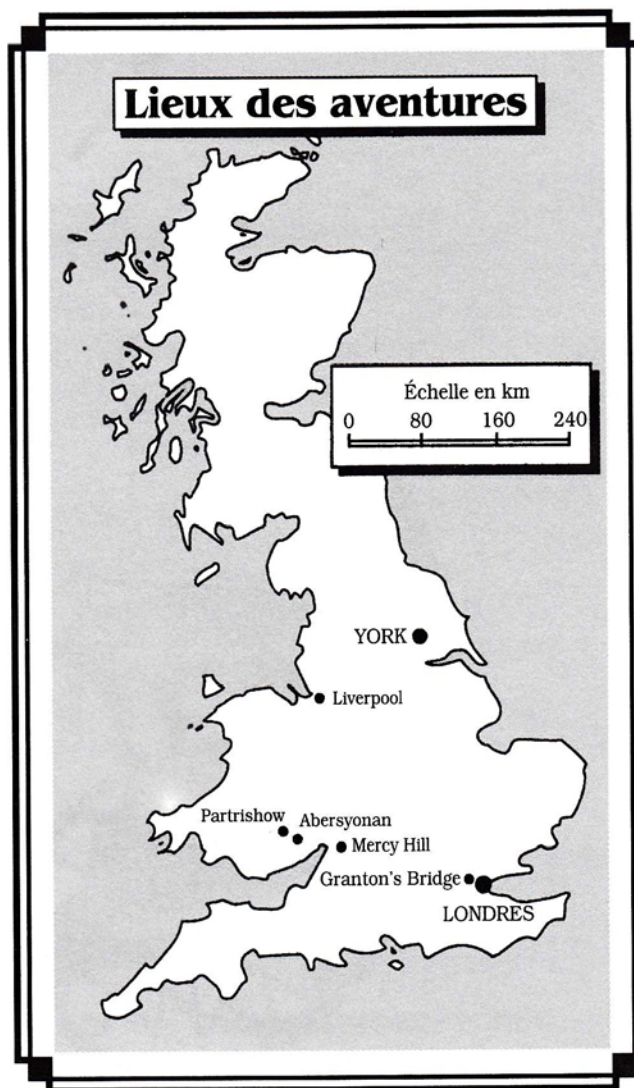 Lieux des aventures
Échelle en km
0 80 160 240
YORK
Liverpool
Partrishow
Abersyonan
Mercy Hill
Granton's Bridge
LONDRES